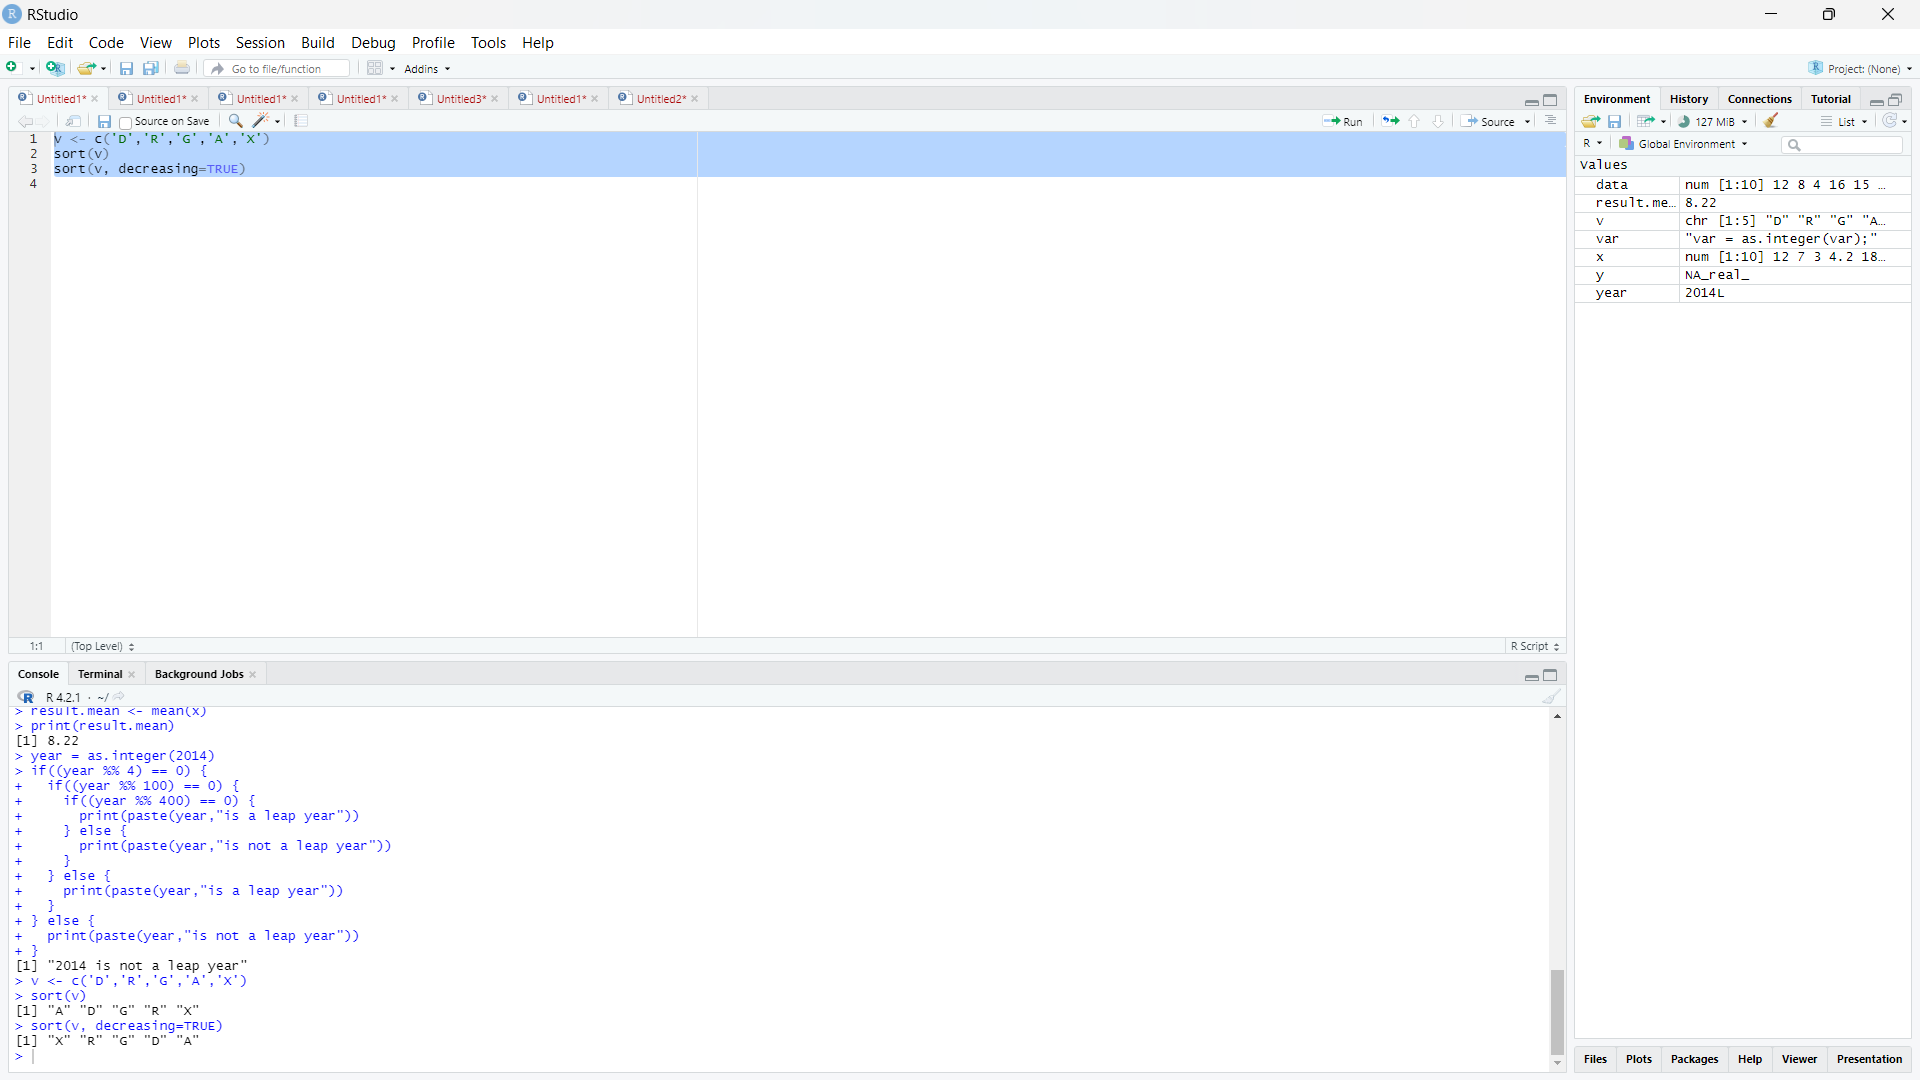 RStudio
File Edit Code View Plots Session Build Debug Profile Tools Help
Go to file/function Addins Project: (None)
Untitled1* Untitled1* Untitled1* Untitled1* Untitled3* Untitled1* Untitled2*
Source on Save Run Source
1 v <- c('D','R','G','A','X')
2 sort(v)
3 sort(v, decreasing=TRUE)
4
1:1 (Top Level) R Script
Console Terminal Background Jobs
R 4.2.1 · ~/
> result.mean <- mean(x)
> print(result.mean)
[1] 8.22
> year = as.integer(2014)
> if((year %% 4) == 0) {
+   if((year %% 100) == 0) {
+     if((year %% 400) == 0) {
+       print(paste(year,"is a leap year"))
+     } else {
+       print(paste(year,"is not a leap year"))
+     }
+   } else {
+     print(paste(year,"is a leap year"))
+   }
+ } else {
+   print(paste(year,"is not a leap year"))
+ }
[1] "2014 is not a leap year"
> v <- c('D','R','G','A','X')
> sort(v)
[1] "A" "D" "G" "R" "X"
> sort(v, decreasing=TRUE)
[1] "X" "R" "G" "D" "A"
>
Environment History Connections Tutorial
127 MiB List
R Global Environment
Values
data num [1:10] 12 8 4 16 15 …
result.me… 8.22
v chr [1:5] "D" "R" "G" "A…
var "var = as.integer(var);"
x num [1:10] 12 7 3 4.2 18…
y NA_real_
year 2014L
Files Plots Packages Help Viewer Presentation